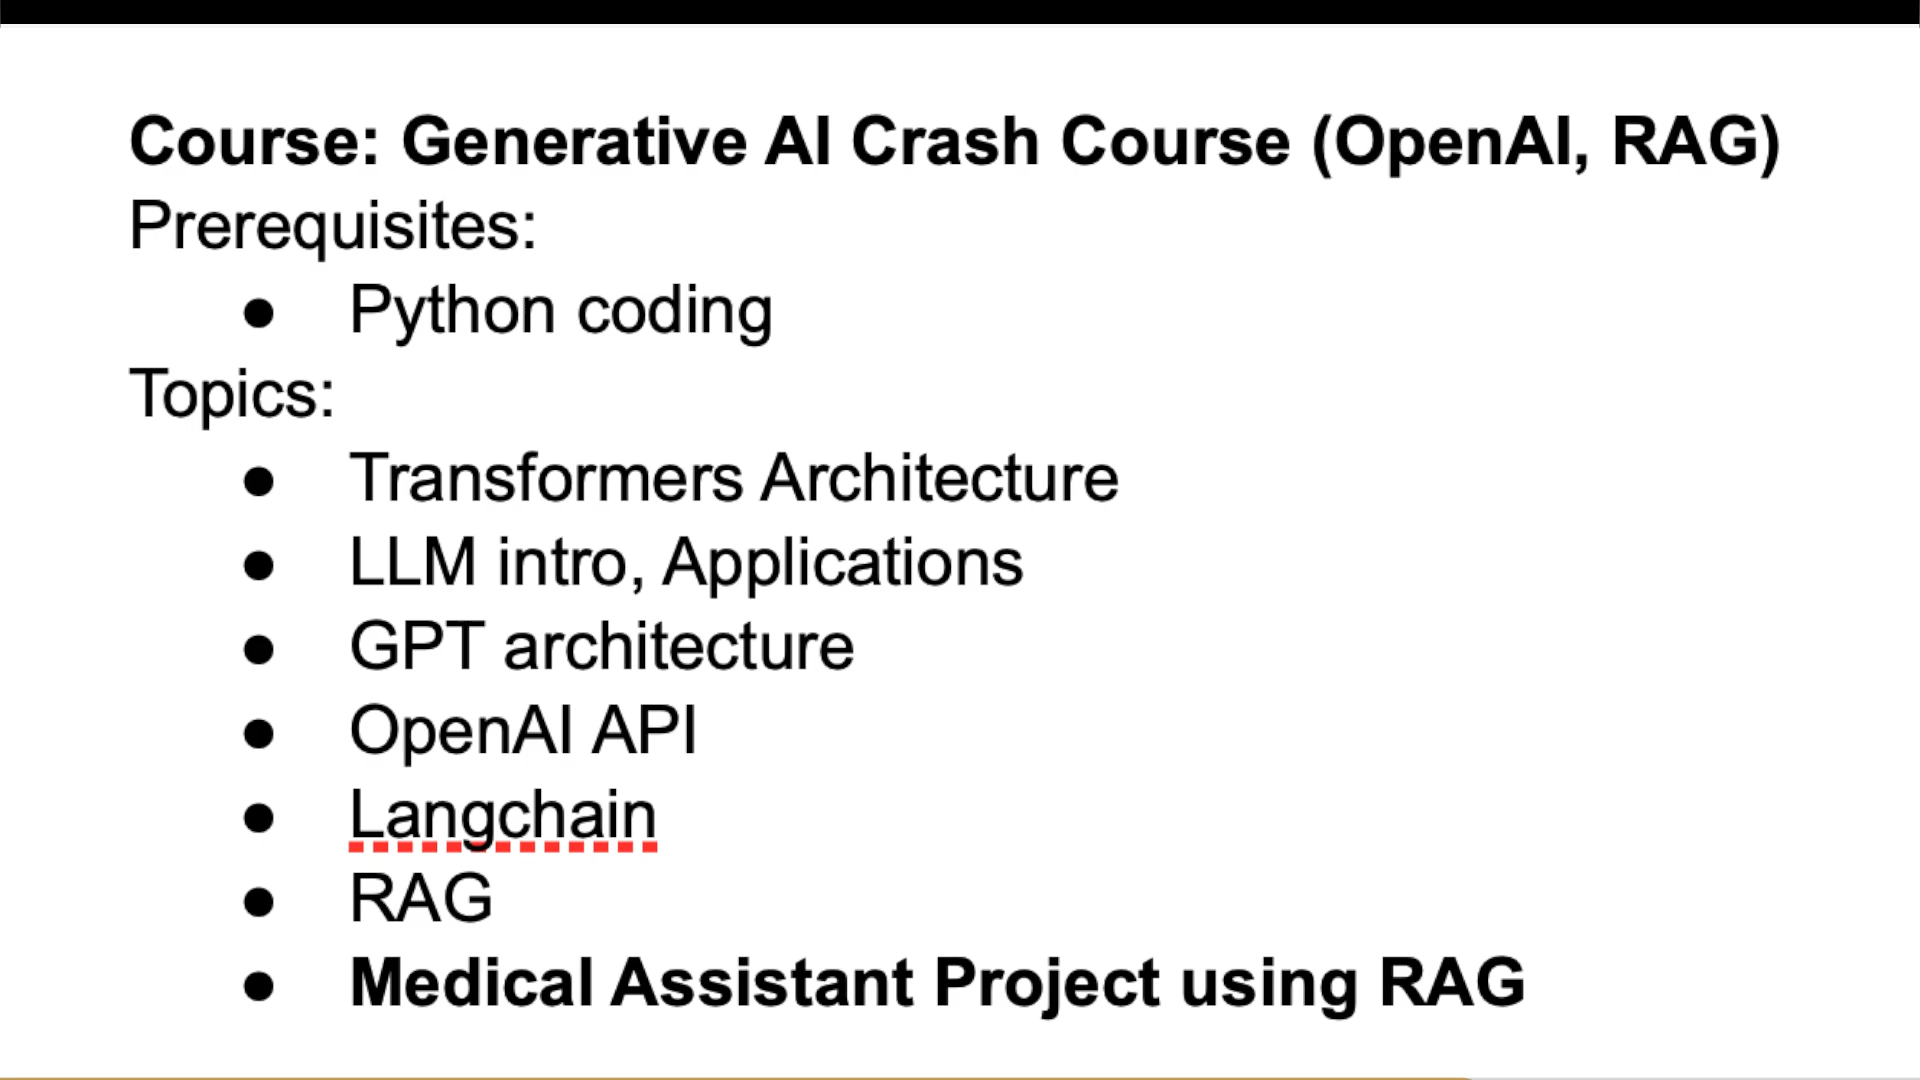 Course: Generative AI Crash Course (OpenAI, RAG)
Prerequisites:
● Python coding
Topics:
● Transformers Architecture
● LLM intro, Applications
● GPT architecture
● OpenAI API
● Langchain
● RAG
● Medical Assistant Project using RAG